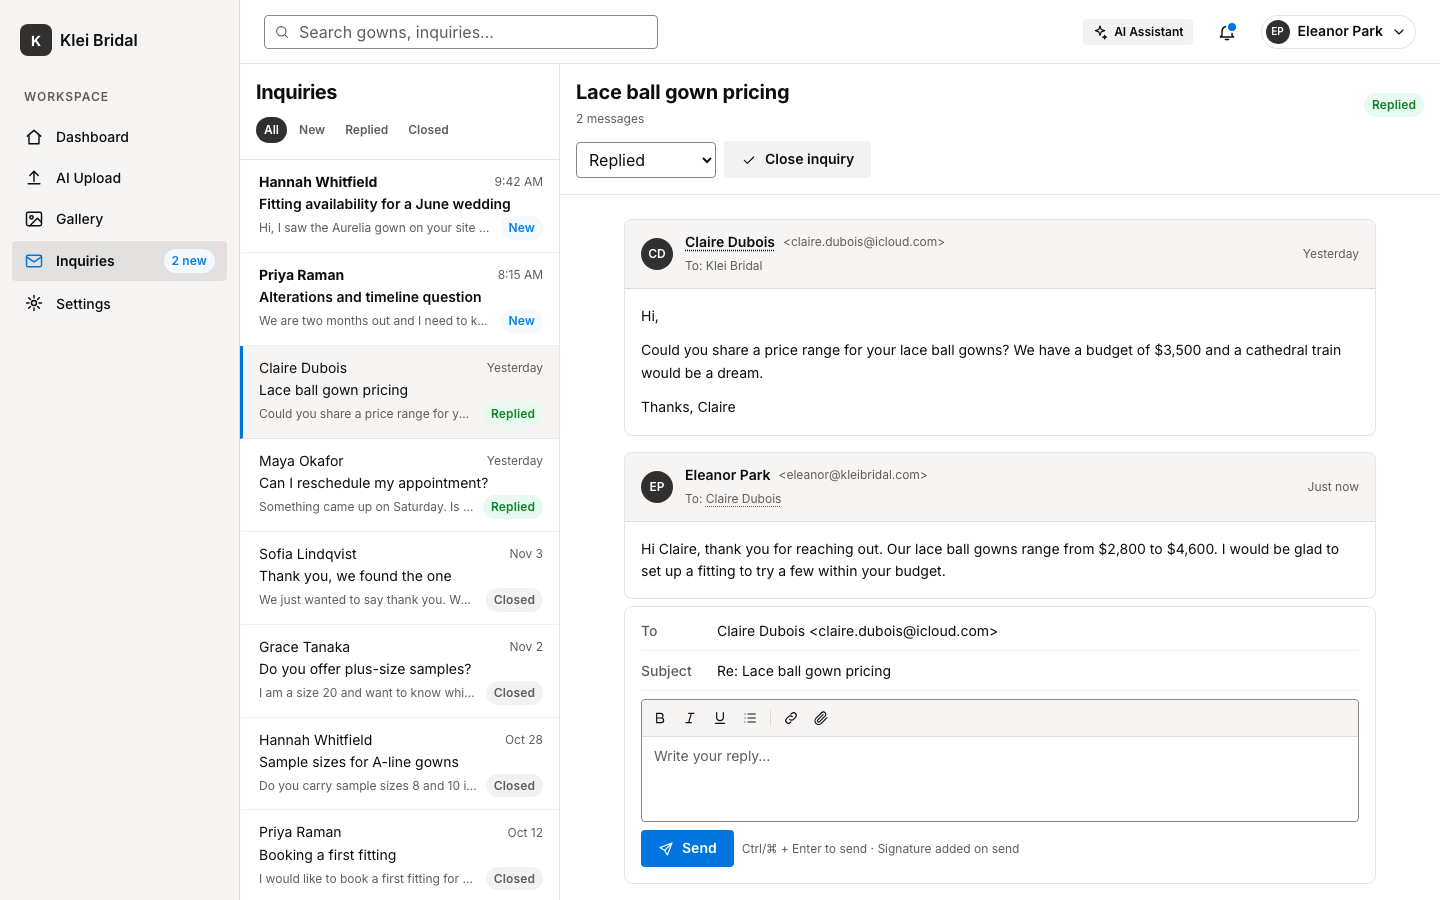 K Klei Bridal
WORKSPACE
Dashboard
AI Upload
Gallery
Inquiries 2 new
Settings
Search gowns, inquiries...
AI Assistant
EP Eleanor Park
Inquiries
All New Replied Closed
Hannah Whitfield 9:42 AM
Fitting availability for a June wedding
Hi, I saw the Aurelia gown on your site ... New
Priya Raman 8:15 AM
Alterations and timeline question
We are two months out and I need to k... New
Claire Dubois Yesterday
Lace ball gown pricing
Could you share a price range for y... Replied
Maya Okafor Yesterday
Can I reschedule my appointment?
Something came up on Saturday. Is ... Replied
Sofia Lindqvist Nov 3
Thank you, we found the one
We just wanted to say thank you. W... Closed
Grace Tanaka Nov 2
Do you offer plus-size samples?
I am a size 20 and want to know whi... Closed
Hannah Whitfield Oct 28
Sample sizes for A-line gowns
Do you carry sample sizes 8 and 10 i... Closed
Priya Raman Oct 12
Booking a first fitting
I would like to book a first fitting for ... Closed
Lace ball gown pricing
2 messages
Replied
Replied Close inquiry
CD Claire Dubois <claire.dubois@icloud.com>
To: Klei Bridal
Yesterday
Hi,
Could you share a price range for your lace ball gowns? We have a budget of $3,500 and a cathedral train
would be a dream.
Thanks, Claire
EP Eleanor Park <eleanor@kleibridal.com>
To: Claire Dubois
Just now
Hi Claire, thank you for reaching out. Our lace ball gowns range from $2,800 to $4,600. I would be glad to
set up a fitting to try a few within your budget.
To Claire Dubois <claire.dubois@icloud.com>
Subject Re: Lace ball gown pricing
B I U
Write your reply...
Send Ctrl/⌘ + Enter to send · Signature added on send